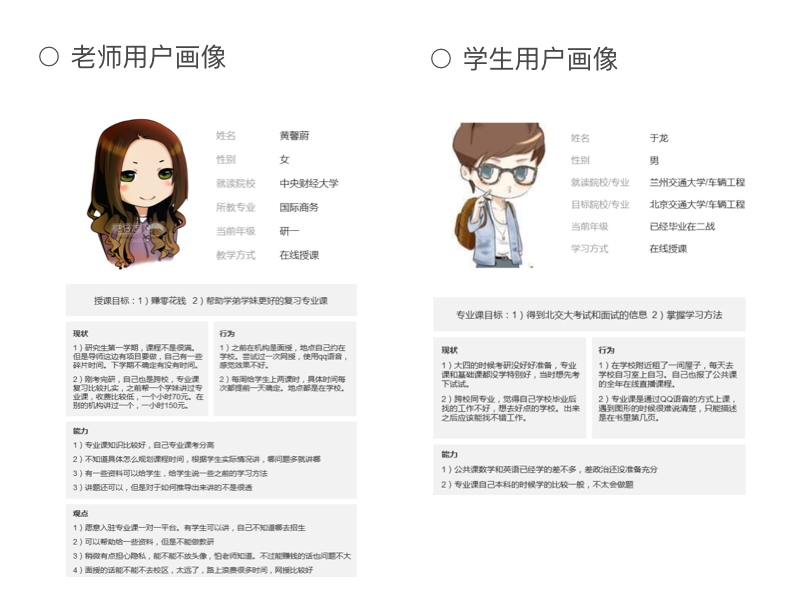 老师用户画像
姓名 黄馨蔚
性别 女
就读院校 中央财经大学
所教专业 国际商务
当前年级 研一
教学方式 在线授课
授课目标：1）赚零花钱 2）帮助学弟学妹更好的复习专业课
现状
1）研究生第一学期，课程不是很满。
但是导师这边有项目要做，自己有一些
碎片时间。下学期不确定有没有时间。
2）刚考完研，自己也是跨校，专业课
复习比较扎实，之前帮一个学妹讲过专
业课，收费比较低，一个小时70元。在
别的机构讲过一个，一小时150元。
行为
1）之前在机构是面授，地点自己约在
学校。尝试过一次网授，使用qq语音，
感觉效果不好。
2）每周给学生上两课时，具体时间每
次都提前一天确定。地点都是在学校。
能力
1）专业课知识比较好，自己专业课考分高
2）不知道具体怎么规划课程时间，根据学生实际情况讲，哪问题多就讲哪
3）有一些资料可以给学生，给学生说一些之前的学习方法
3）讲题还可以，但是对于如何推导出来讲的不是很透
观点
1）愿意入驻专业课一对一平台。有学生可以讲，自己不知道哪去招生
2）可以帮助给一些资料，但是不能做教研
3）稍微有点担心隐私，能不能不放头像，怕老师知道。不过能赚钱的话也问题不大
4）面授的话能不能不去校区，太远了，路上浪费很多时间，网授比较好
学生用户画像
姓名 于龙
性别 男
就读院校/专业 兰州交通大学/车辆工程
目标院校/专业 北京交通大学/车辆工程
当前年级 已经毕业在二战
学习方式 在线授课
专业课目标：1）得到北交大考试和面试的信息 2）掌握学习方法
现状
1）大四的时候考研没好好准备，专业
课和基础课都没学特别好，当时想先考
下试试。
2）跨校同专业，觉得自己学校毕业后
找的工作不好，想去好点的学校。出来
之后应该能找不错工作。
行为
1）在学校附近租了一间屋子，每天去
学校自习室上自习。自己也报了公共课
的全年在线直播课程。
2）专业课是通过QQ语音的方式上课，
遇到图形的时候很难说清楚，只能描述
是在书里第几页。
能力
1）公共课数学和英语已经学的差不多，差政治还没准备充分
2）专业课自己本科的时候学的比较一般，不太会做题